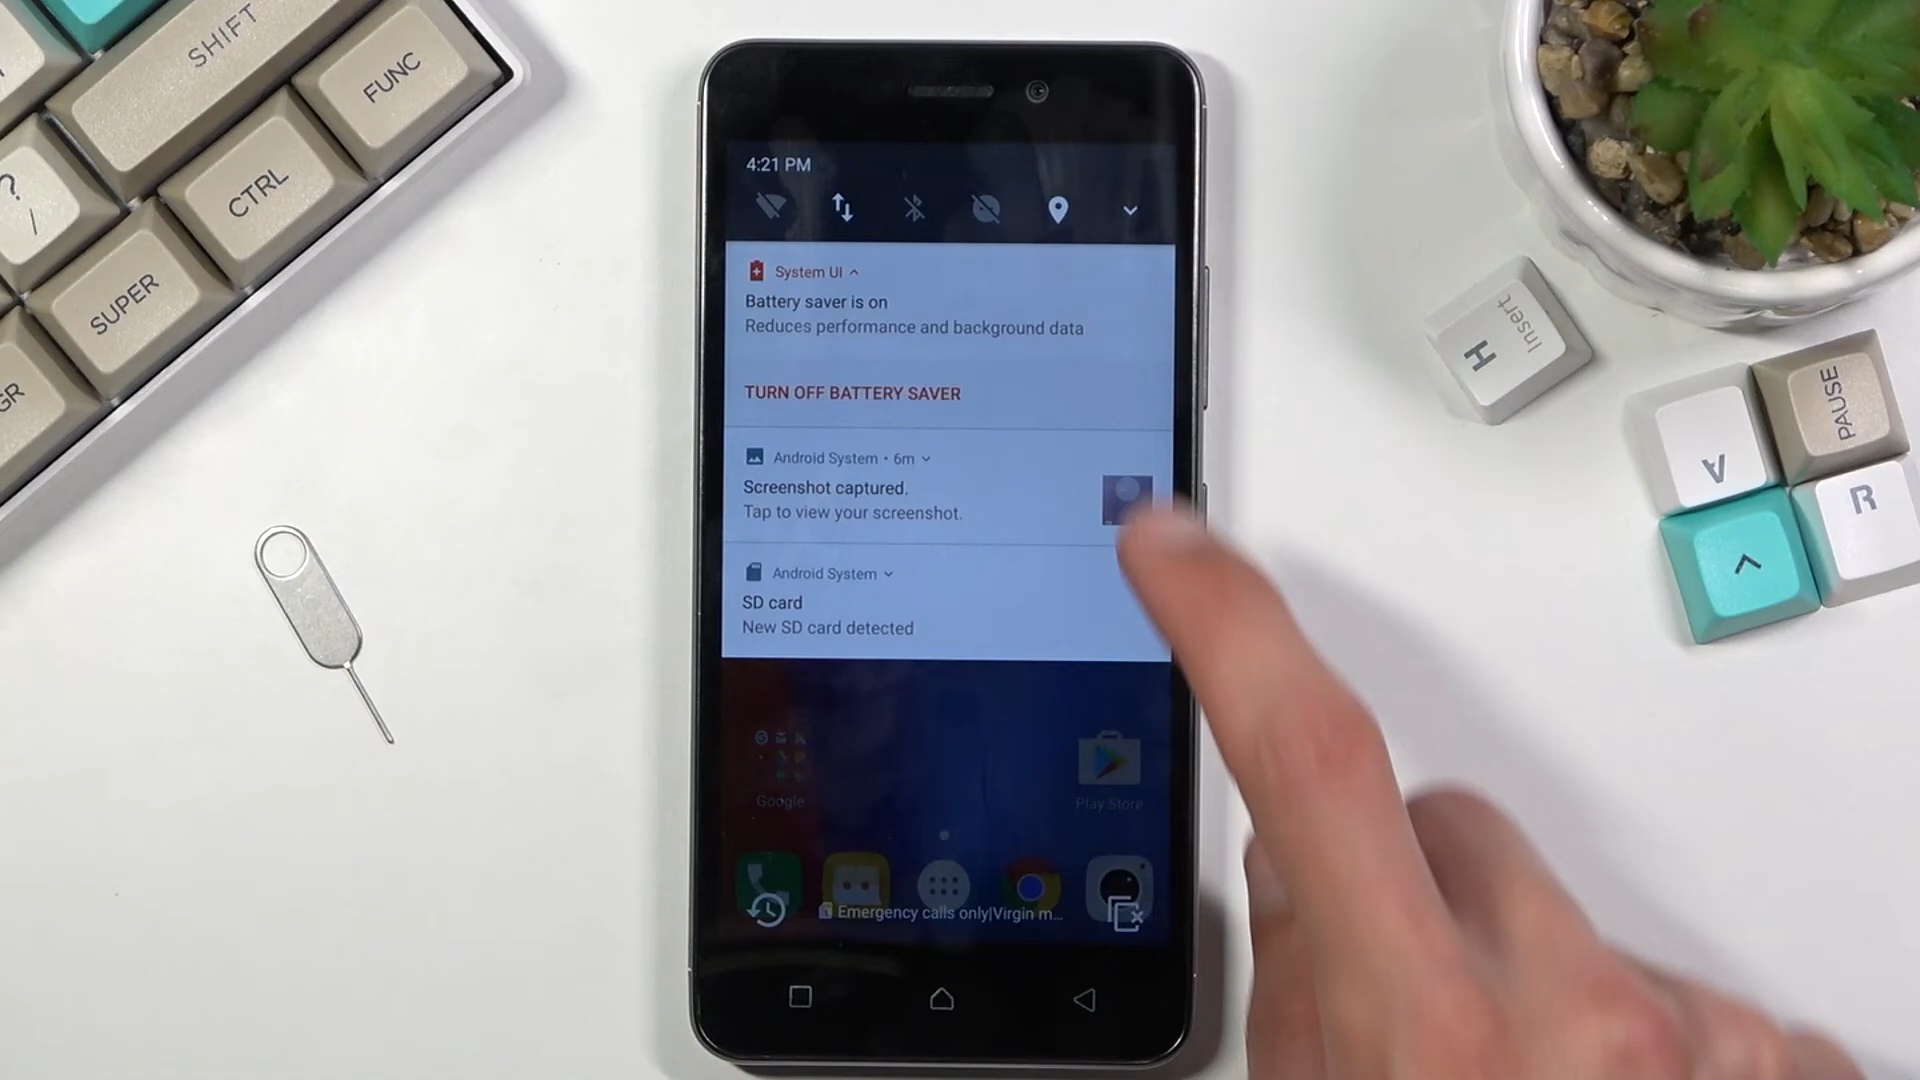 SHIFT
FUNC
CTRL
?
/
SUPER
GR
4:21 PM
System UI
Battery saver is on
Reduces performance and background data
TURN OFF BATTERY SAVER
Android System • 6m
Screenshot captured.
Tap to view your screenshot.
Android System
SD card
New SD card detected
Google
Play Store
Emergency calls only|Virgin m...
Insert
H
PAUSE
A
R
^